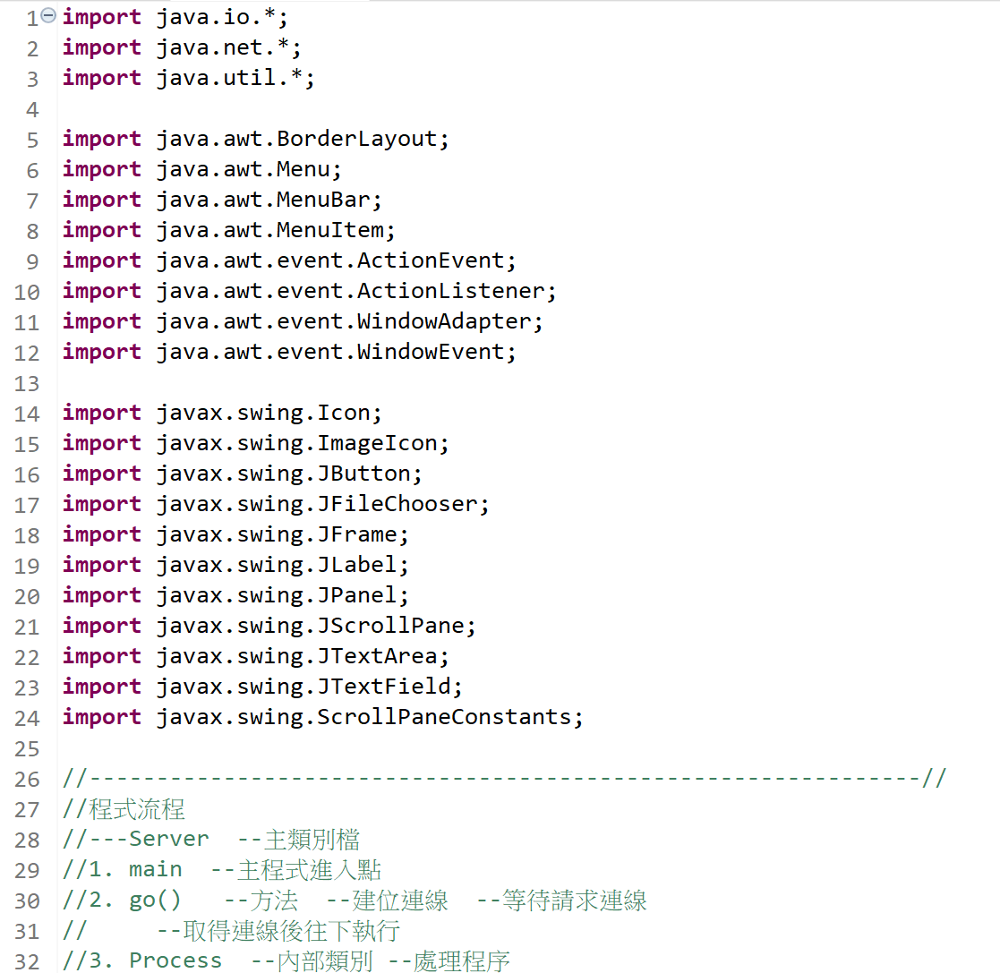 1 import java.io.*;
2 import java.net.*;
3 import java.util.*;
4
5 import java.awt.BorderLayout;
6 import java.awt.Menu;
7 import java.awt.MenuBar;
8 import java.awt.MenuItem;
9 import java.awt.event.ActionEvent;
10 import java.awt.event.ActionListener;
11 import java.awt.event.WindowAdapter;
12 import java.awt.event.WindowEvent;
13
14 import javax.swing.Icon;
15 import javax.swing.ImageIcon;
16 import javax.swing.JButton;
17 import javax.swing.JFileChooser;
18 import javax.swing.JFrame;
19 import javax.swing.JLabel;
20 import javax.swing.JPanel;
21 import javax.swing.JScrollPane;
22 import javax.swing.JTextArea;
23 import javax.swing.JTextField;
24 import javax.swing.ScrollPaneConstants;
25
26 //--------------------------------------------------------------//
27 //程式流程
28 //---Server  --主類別檔
29 //1. main  --主程式進入點
30 //2. go()   --方法  --建位連線  --等待請求連線
31 //     --取得連線後往下執行
32 //3. Process  --內部類別 --處理程序